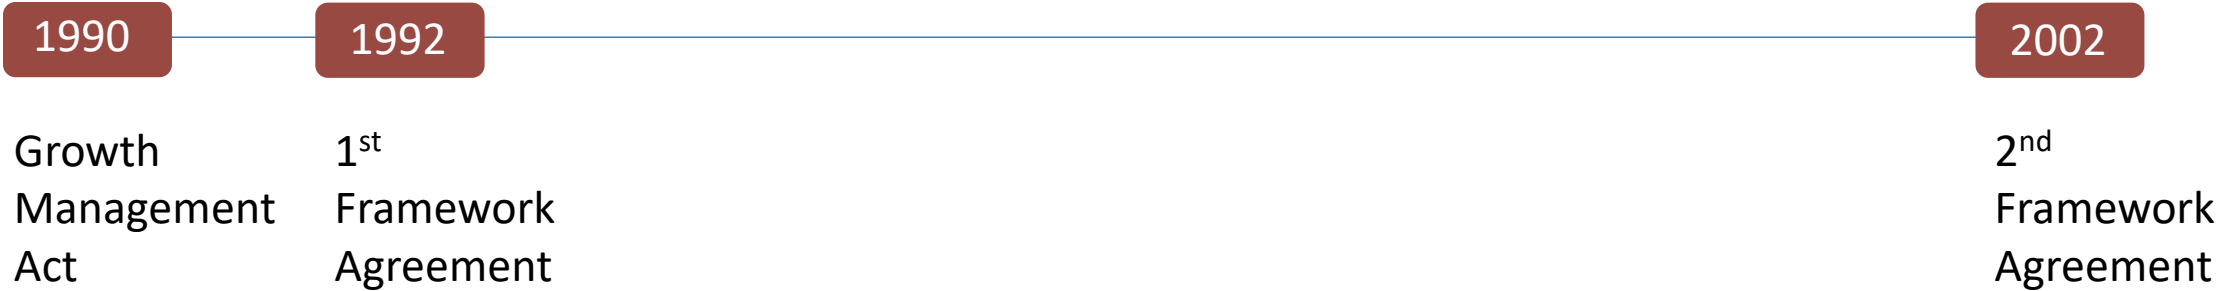 1990
1992
2002
Growth
Management
Act
1st
Framework
Agreement
2nd
Framework
Agreement